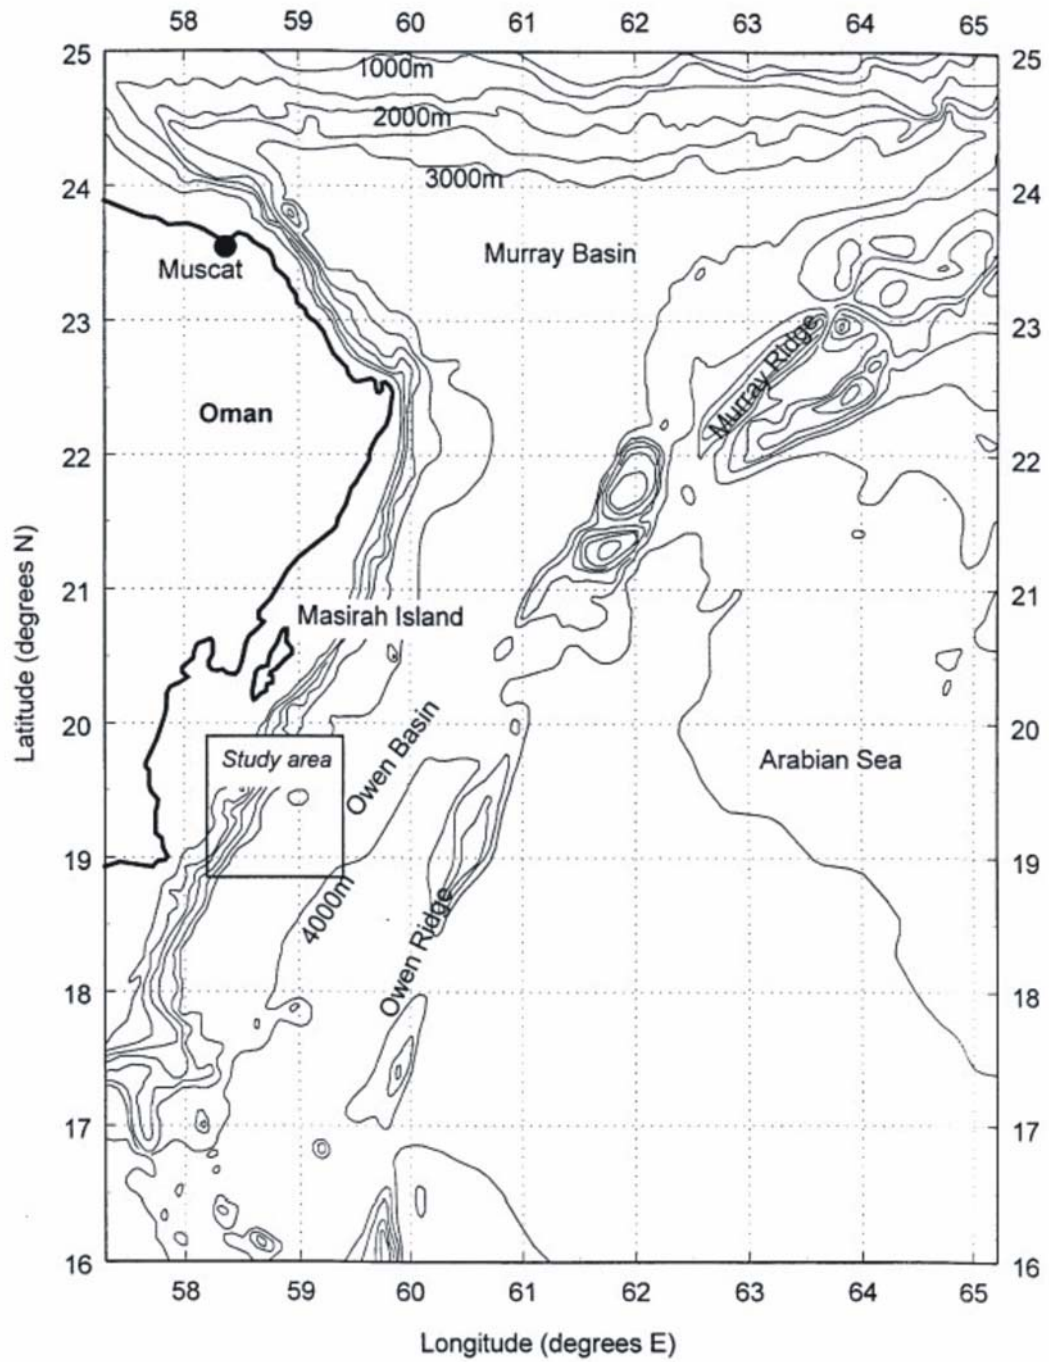 58 59 60 61 62 63 64 65
25 25
1000m
2000m
3000m
24 24
Murray Basin
Muscat
23 23
Murray Ridge
Oman
22 22
21 21
Masirah Island
20 20
Owen Basin
Study area
Arabian Sea
19 19
4000m
Owen Ridge
18 18
17 17
16 16
58 59 60 61 62 63 64 65
Latitude (degrees N)
Longitude (degrees E)